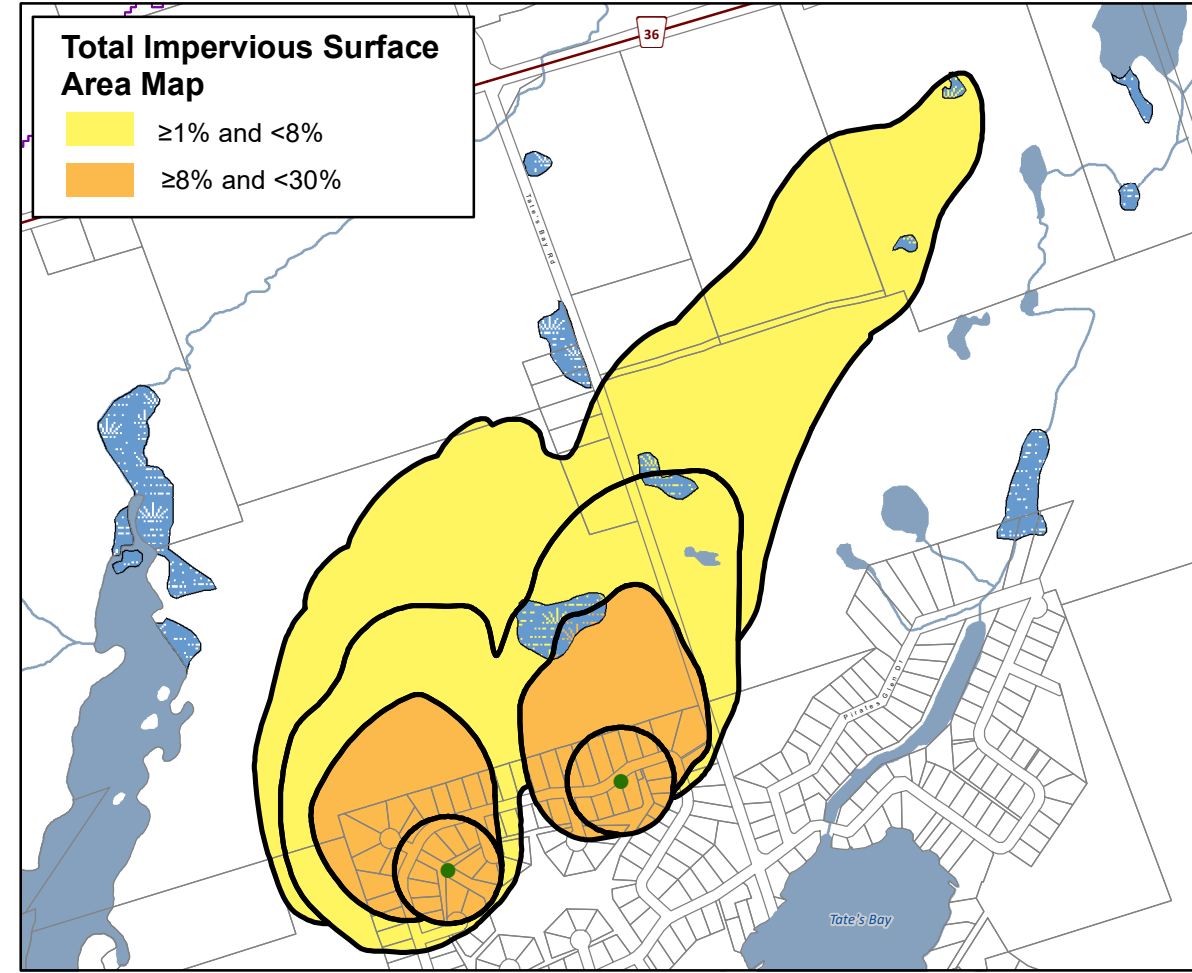 Total Impervious Surface
Area Map
≥1% and <8%
≥8% and <30%
36
Tate's Bay Rd
Pirates Glen Dr
Tate's Bay